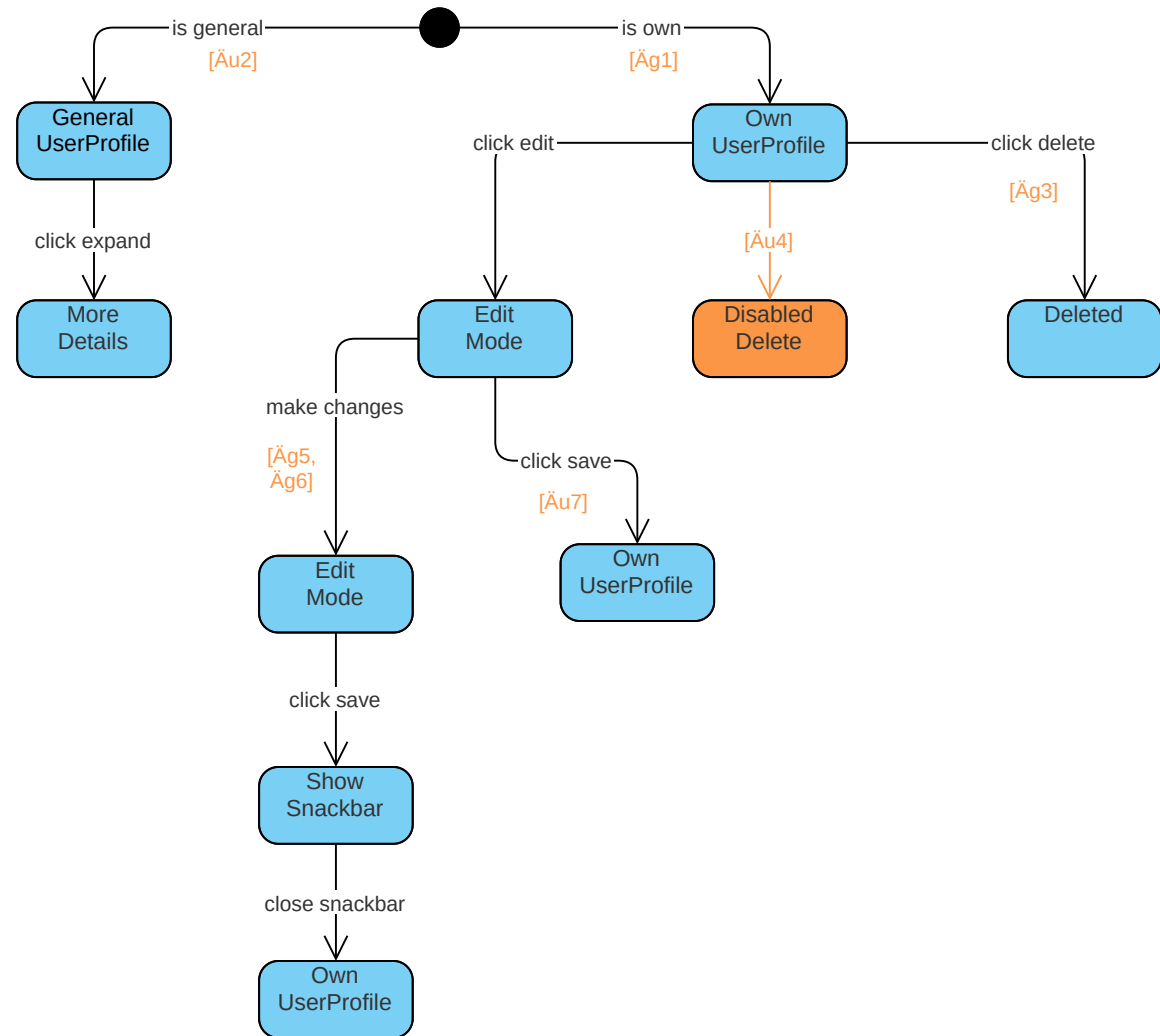 is general
is own
[Äu2]
[Äg1]
General
UserProfile
Own
UserProfile
click edit
click delete
[Äg3]
click expand
[Äu4]
More
Details
Edit
Mode
Disabled
Delete
Deleted
make changes
[Äg5,
Äg6]
click save
[Äu7]
Edit
Mode
Own
UserProfile
click save
Show
Snackbar
close snackbar
Own
UserProfile